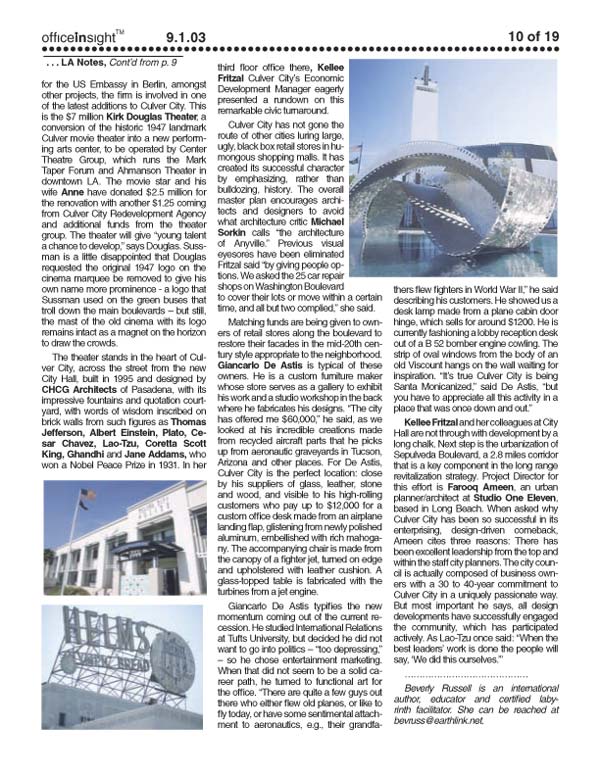 officeInsight™ 9.1.03 10 of 19
. . . LA Notes, Cont'd from p. 9
for the US Embassy in Berlin, amongst
other projects, the firm is involved in one
of the latest additions to Culver City. This
is the $7 million Kirk Douglas Theater, a
conversion of the historic 1947 landmark
Culver movie theater into a new perform-
ing arts center, to be operated by Center
Theatre Group, which runs the Mark
Taper Forum and Ahmanson Theater in
downtown LA. The movie star and his
wife Anne have donated $2.5 million for
the renovation with another $1.25 coming
from Culver City Redevelopment Agency
and additional funds from the theater
group. The theater will give "young talent
a chance to develop," says Douglas. Suss-
man is a little disappointed that Douglas
requested the original 1947 logo on the
cinema marquee be removed to give his
own name more prominence - a logo that
Sussman used on the green buses that
troll down the main boulevards – but still,
the mast of the old cinema with its logo
remains intact as a magnet on the horizon
to draw the crowds.
The theater stands in the heart of Cul-
ver City, across the street from the new
City Hall, built in 1995 and designed by
CHCG Architects of Pasadena, with its
impressive fountains and quotation court-
yard, with words of wisdom inscribed on
brick walls from such figures as Thomas
Jefferson, Albert Einstein, Plato, Ce-
sar Chavez, Lao-Tzu, Coretta Scott
King, Ghandhi and Jane Addams, who
won a Nobel Peace Prize in 1931. In her
HELMS
OLYMPIC BREAD
third floor office there, Kellee
Fritzal Culver City's Economic
Development Manager eagerly
presented a rundown on this
remarkable civic turnaround.
Culver City has not gone the
route of other cities luring large,
ugly, black box retail stores in hu-
mongous shopping malls. It has
created its successful character
by emphasizing, rather than
bulldozing, history. The overall
master plan encourages archi-
tects and designers to avoid
what architecture critic Michael
Sorkin calls "the architecture
of Anyville." Previous visual
eyesores have been eliminated
Fritzal said "by giving people op-
tions. We asked the 25 car repair
shops on Washington Boulevard
to cover their lots or move within a certain
time, and all but two complied," she said.
Matching funds are being given to own-
ers of retail stores along the boulevard to
restore their facades in the mid-20th cen-
tury style appropriate to the neighborhood.
Giancarlo De Astis is typical of these
owners. He is a custom furniture maker
whose store serves as a gallery to exhibit
his work and a studio workshop in the back
where he fabricates his designs. "The city
has offered me $60,000," he said, as we
looked at his incredible creations made
from recycled aircraft parts that he picks
up from aeronautic graveyards in Tucson,
Arizona and other places. For De Astis,
Culver City is the perfect location: close
by his suppliers of glass, leather, stone
and wood, and visible to his high-rolling
customers who pay up to $12,000 for a
custom office desk made from an airplane
landing flap, glistening from newly polished
aluminum, embellished with rich mahoga-
ny. The accompanying chair is made from
the canopy of a fighter jet, turned on edge
and upholstered with leather cushion. A
glass-topped table is fabricated with the
turbines from a jet engine.
Giancarlo De Astis typifies the new
momentum coming out of the current re-
cession. He studied International Relations
at Tufts University, but decided he did not
want to go into politics – "too depressing,"
– so he chose entertainment marketing.
When that did not seem to be a solid ca-
reer path, he turned to functional art for
the office. "There are quite a few guys out
there who either flew old planes, or like to
fly today, or have some sentimental attach-
ment to aeronautics, e.g., their grandfa-
thers flew fighters in World War II," he said
describing his customers. He showed us a
desk lamp made from a plane cabin door
hinge, which sells for around $1200. He is
currently fashioning a lobby reception desk
out of a B 52 bomber engine cowling. The
strip of oval windows from the body of an
old Viscount hangs on the wall waiting for
inspiration. "It's true Culver City is being
Santa Monicanized," said De Astis, "but
you have to appreciate all this activity in a
place that was once down and out."
Kellee Fritzal and her colleagues at City
Hall are not through with development by a
long chalk. Next step is the urbanization of
Sepulveda Boulevard, a 2.8 miles corridor
that is a key component in the long range
revitalization strategy. Project Director for
this effort is Farooq Ameen, an urban
planner/architect at Studio One Eleven,
based in Long Beach. When asked why
Culver City has been so successful in its
enterprising, design-driven comeback,
Ameen cites three reasons: There has
been excellent leadership from the top and
within the staff city planners. The city coun-
cil is actually composed of business own-
ers with a 30 to 40-year commitment to
Culver City in a uniquely passionate way.
But most important he says, all design
developments have successfully engaged
the community, which has participated
actively. As Lao-Tzu once said: "When the
best leaders' work is done the people will
say, 'We did this ourselves.'"
Beverly Russell is an international
author, educator and certified laby-
rinth facilitator. She can be reached at
bevruss@earthlink.net.